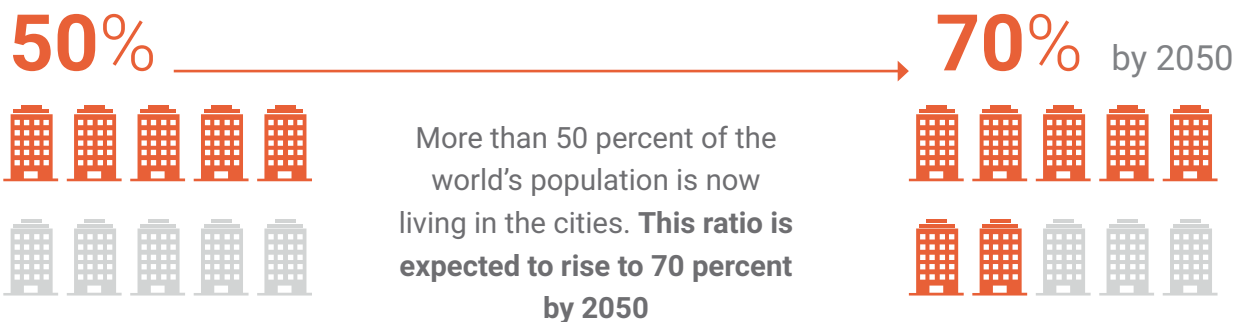 50%
70% by 2050
More than 50 percent of the
world’s population is now
living in the cities. This ratio is
expected to rise to 70 percent
by 2050